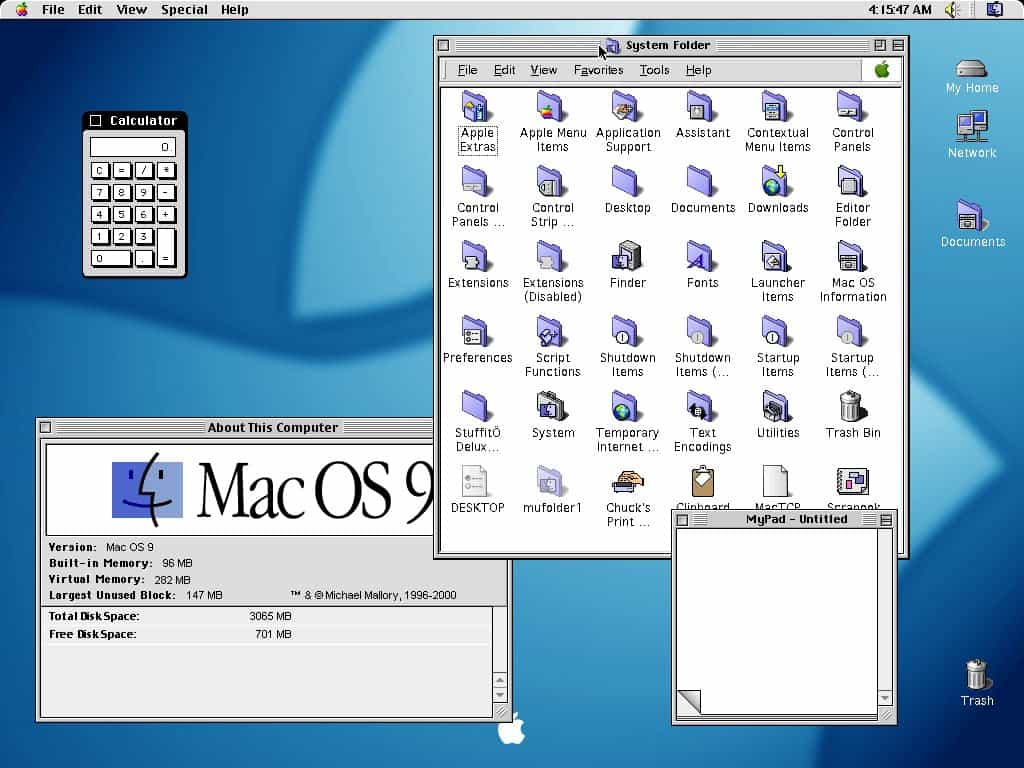 File Edit View Special Help 4:15:47 AM
System Folder
File Edit View Favorites Tools Help
My Home
Network
Documents
Trash
Calculator
0.
C = / *
7 8 9 -
4 5 6 +
1 2 3
0 . =
Apple Extras
Apple Menu Items
Application Support
Assistant
Contextual Menu Items
Control Panels
Control Panels ...
Control Strip ...
Desktop
Documents
Downloads
Editor Folder
Extensions
Extensions (Disabled)
Finder
Fonts
Launcher Items
Mac OS Information
Preferences
Script Functions
Shutdown Items
Shutdown Items (...
Startup Items
Startup Items (...
StuffitÖ Delux...
System
Temporary Internet ...
Text Encodings
Utilities
Trash Bin
DESKTOP
mufolder1
Chuck's Print ...
Clipboard
MacTCP
Scrapbook
About This Computer
Mac OS 9
Version: Mac OS 9
Built-in Memory: 96 MB
Virtual Memory: 282 MB
Largest Unused Block: 147 MB ™ & © Michael Mallory, 1996-2000
Total Disk Space: 3065 MB
Free Disk Space: 701 MB
MyPad - Untitled